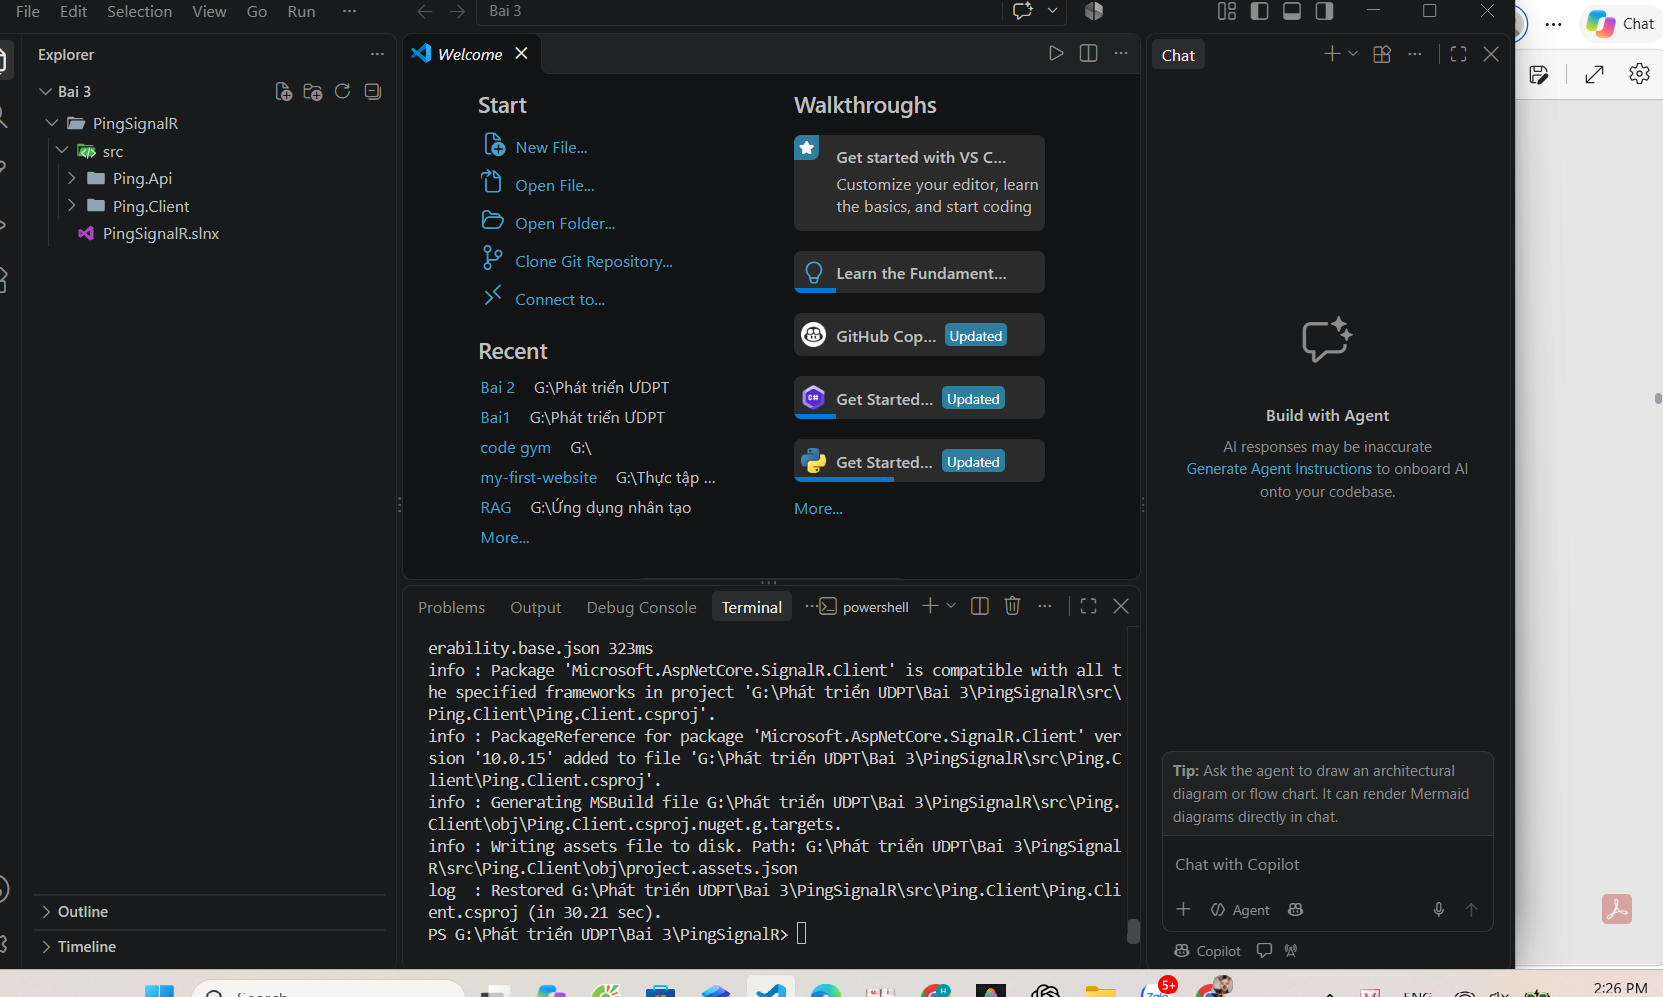 File Edit Selection View Go Run ···
Bai 3
Chat
Explorer
Bai 3
PingSignalR
src
Ping.Api
Ping.Client
PingSignalR.slnx
Outline
Timeline
Welcome
Start
New File...
Open File...
Open Folder...
Clone Git Repository...
Connect to...
Recent
Bai 2 G:\Phát triển ƯDPT
Bai1 G:\Phát triển ƯDPT
code gym G:\
my-first-website G:\Thực tập ...
RAG G:\Ứng dụng nhân tạo
More...
Walkthroughs
Get started with VS C...
Customize your editor, learn
the basics, and start coding
Learn the Fundament...
GitHub Cop... Updated
Get Started... Updated
Get Started... Updated
More...
Problems Output Debug Console Terminal ··· powershell
erability.base.json 323ms
info : Package 'Microsoft.AspNetCore.SignalR.Client' is compatible with all t
he specified frameworks in project 'G:\Phát triển ƯDPT\Bai 3\PingSignalR\src\
Ping.Client\Ping.Client.csproj'.
info : PackageReference for package 'Microsoft.AspNetCore.SignalR.Client' ver
sion '10.0.15' added to file 'G:\Phát triển ƯDPT\Bai 3\PingSignalR\src\Ping.C
lient\Ping.Client.csproj'.
info : Generating MSBuild file G:\Phát triển ƯDPT\Bai 3\PingSignalR\src\Ping.
Client\obj\Ping.Client.csproj.nuget.g.targets.
info : Writing assets file to disk. Path: G:\Phát triển ƯDPT\Bai 3\PingSignal
R\src\Ping.Client\obj\project.assets.json
log  : Restored G:\Phát triển ƯDPT\Bai 3\PingSignalR\src\Ping.Client\Ping.Cli
ent.csproj (in 30.21 sec).
PS G:\Phát triển ƯDPT\Bai 3\PingSignalR>
Chat
Build with Agent
AI responses may be inaccurate
Generate Agent Instructions to onboard AI
onto your codebase.
Tip: Ask the agent to draw an architectural
diagram or flow chart. It can render Mermaid
diagrams directly in chat.
Chat with Copilot
Agent
Copilot
Search
5+
ENG
2:26 PM